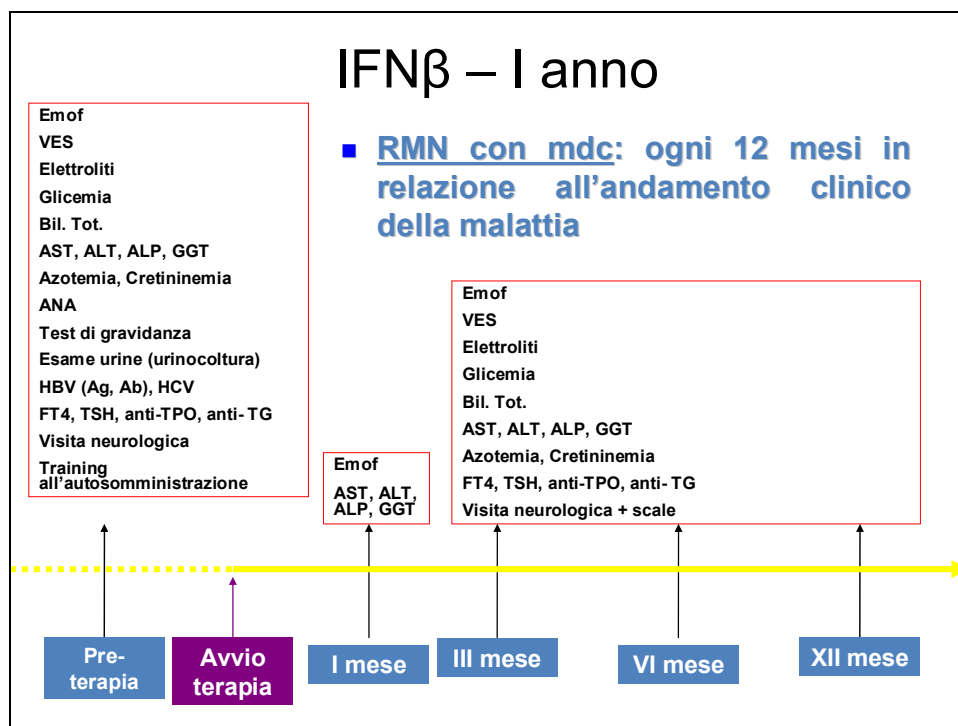 IFNβ – I anno
Emof
VES
Elettroliti
Glicemia
Bil. Tot.
AST, ALT, ALP, GGT
Azotemia, Cretininemia
ANA
Test di gravidanza
Esame urine (urinocoltura)
HBV (Ag, Ab), HCV
FT4, TSH, anti-TPO, anti- TG
Visita neurologica
Training
all’autosomministrazione
RMN con mdc: ogni 12 mesi in
relazione all’andamento clinico
della malattia
Emof
AST, ALT,
ALP, GGT
Emof
VES
Elettroliti
Glicemia
Bil. Tot.
AST, ALT, ALP, GGT
Azotemia, Cretininemia
FT4, TSH, anti-TPO, anti- TG
Visita neurologica + scale
Pre-
terapia
Avvio
terapia
I mese
III mese
VI mese
XII mese